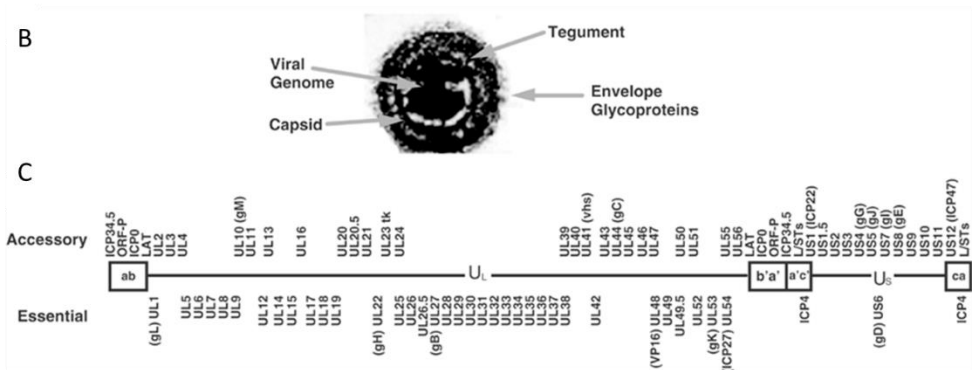 B
Tegument
Viral
Genome
Envelope
Glycoproteins
Capsid
C
Accessory
ICP34.5
ORF-P
ICP0
LAT
UL2
UL3
UL4
UL10 (gM)
UL11
UL13
UL16
UL20
UL20.5
UL21
UL23 tk
UL24
UL39
UL40
UL41 (vhs)
UL43
UL44 (gC)
UL45
UL46
UL47
UL50
UL51
UL55
UL56
LAT
ICP0
ORF-P
ICP34.5
L/STs
US1 (ICP22)
US1.5
US2
US3
US4 (gG)
US5 (gJ)
US7 (gI)
US8 (gE)
US9
US10
US11
US12 (ICP47)
L/STs
ab
UL
b'a'
a'c'
US
ca
Essential
(gL) UL1
UL5
UL6
UL7
UL8
UL9
UL12
UL14
UL15
UL17
UL18
UL19
(gH) UL22
UL25
UL26
UL26.5
(gB) UL27
UL28
UL29
UL30
UL31
UL32
UL33
UL34
UL35
UL36
UL37
UL38
UL42
(VP16) UL48
UL49
UL49.5
UL52
(gK) UL53
(ICP27) UL54
ICP4
(gD) US6
ICP4